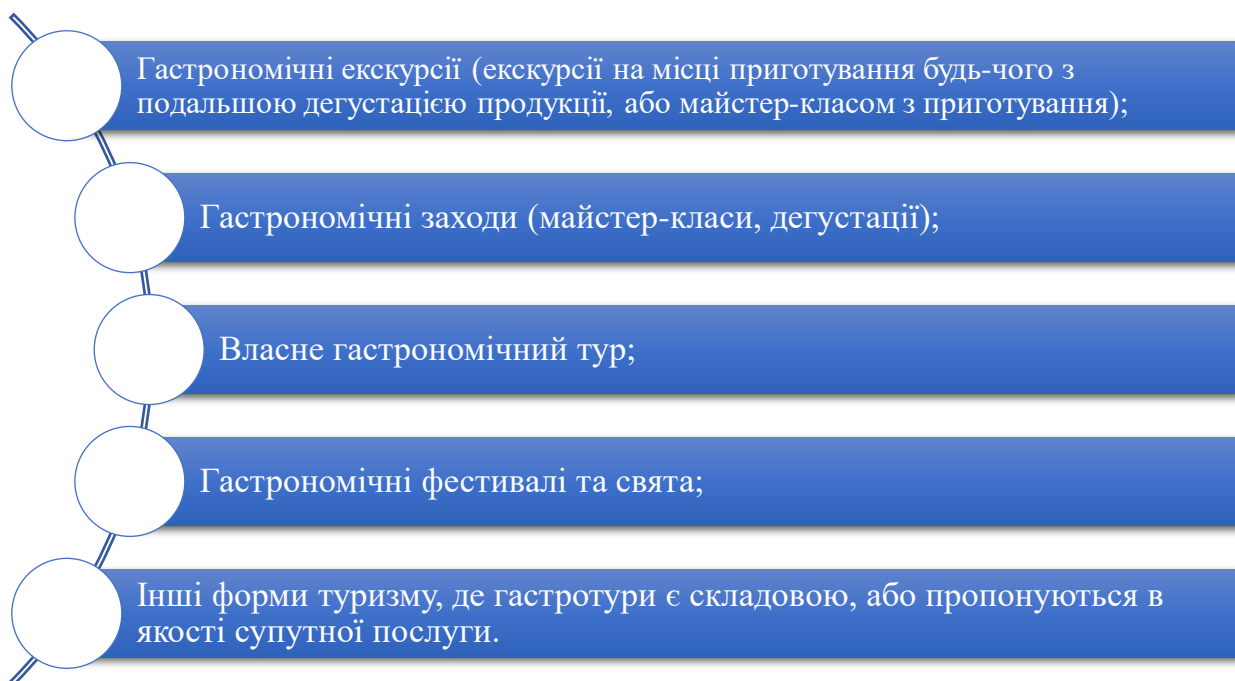 Гастрономічні екскурсії (екскурсії на місці приготування будь-чого з
подальшою дегустацією продукції, або майстер-класом з приготування);
Гастрономічні заходи (майстер-класи, дегустації);
Власне гастрономічний тур;
Гастрономічні фестивалі та свята;
Інші форми туризму, де гастротури є складовою, або пропонуються в
якості супутної послуги.